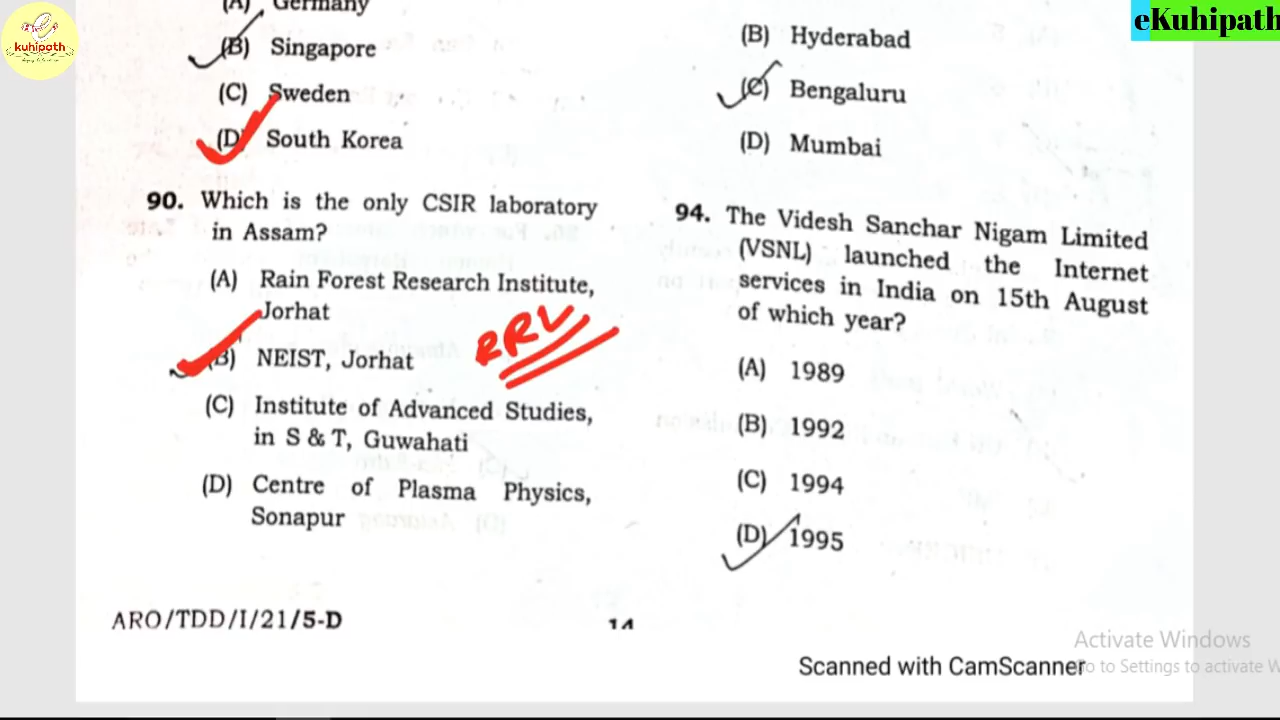 kuhipath
eKuhipath
(A) Germany
(B) Singapore
(C) Sweden
(D) South Korea
90. Which is the only CSIR laboratory
in Assam?
(A) Rain Forest Research Institute,
Jorhat
(B) NEIST, Jorhat
RRL
(C) Institute of Advanced Studies,
in S & T, Guwahati
(D) Centre of Plasma Physics,
Sonapur
(B) Hyderabad
(C) Bengaluru
(D) Mumbai
94. The Videsh Sanchar Nigam Limited
(VSNL) launched the Internet
services in India on 15th August
of which year?
(A) 1989
(B) 1992
(C) 1994
(D) 1995
ARO/TDD/I/21/5-D
14
Activate Windows
Scanned with CamScanner
to Settings to activate W